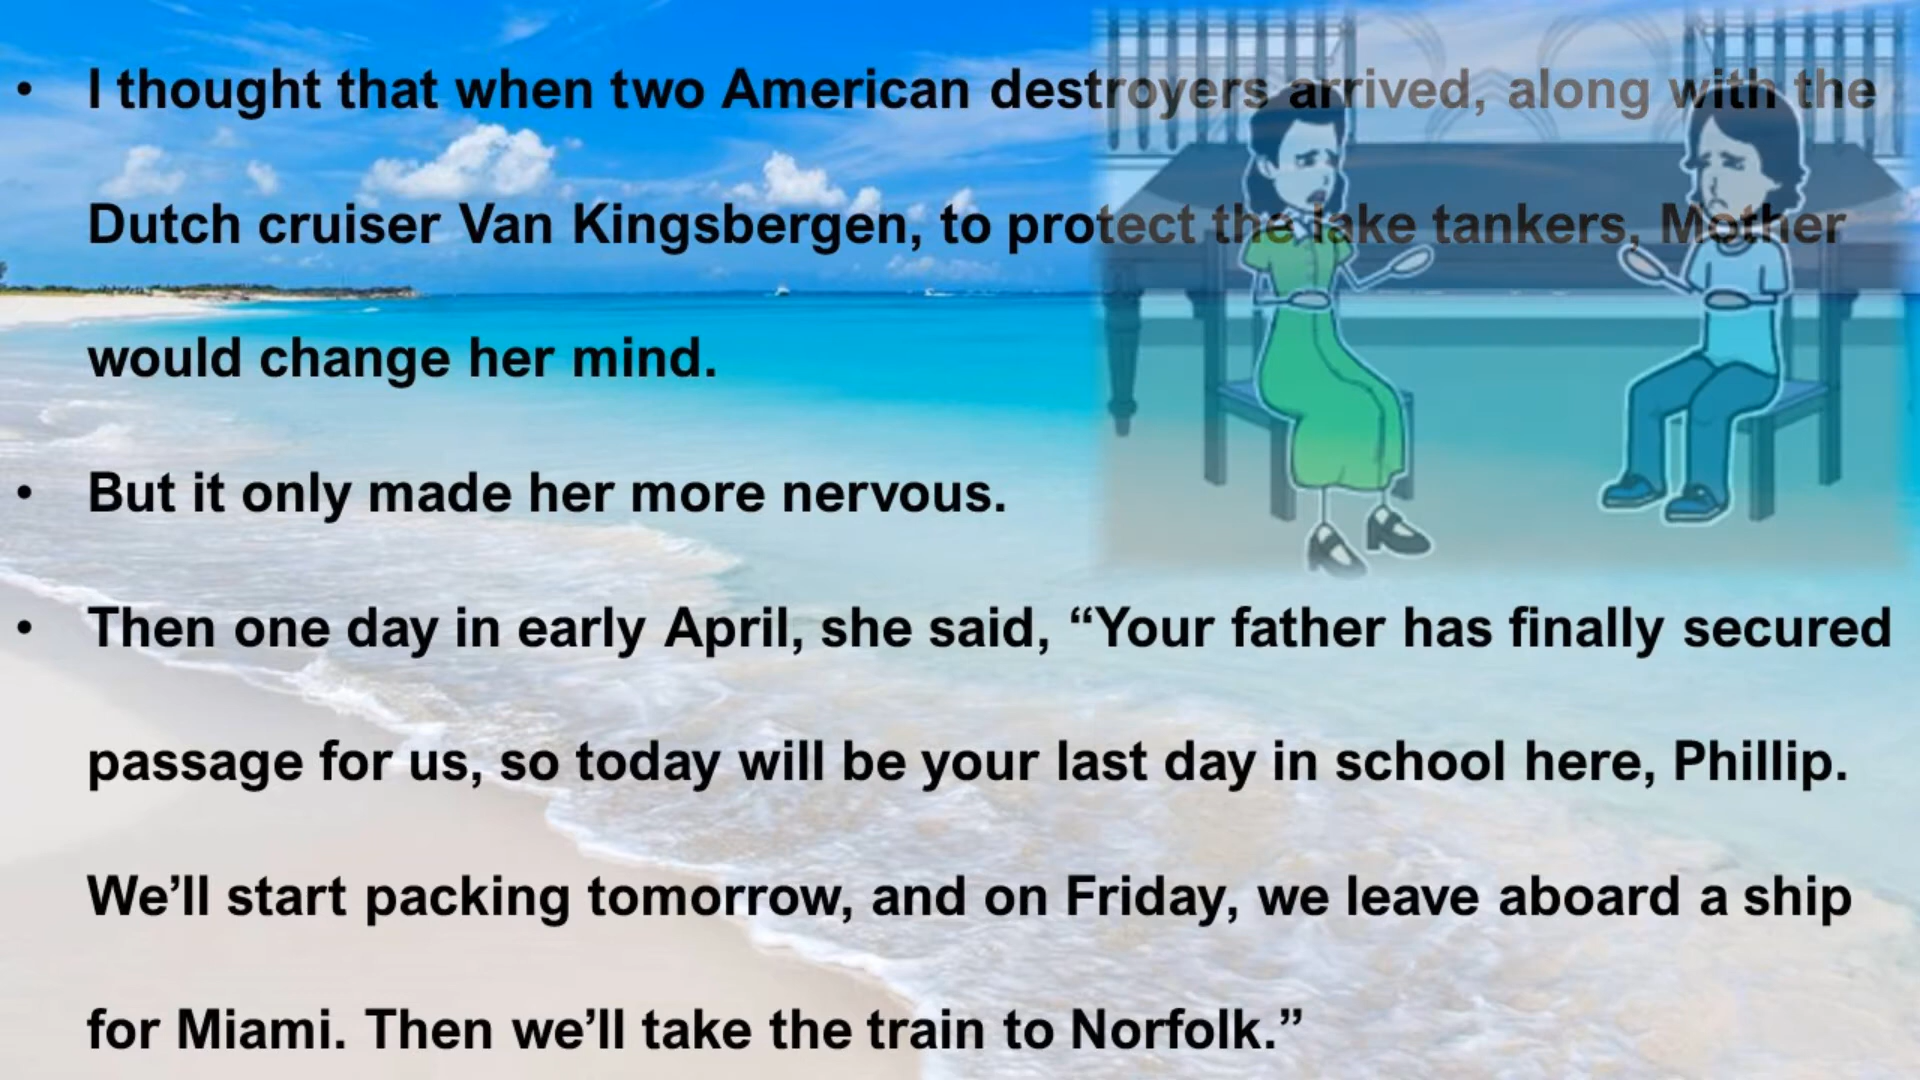 • I thought that when two American destroyers arrived, along with the
Dutch cruiser Van Kingsbergen, to protect the lake tankers, Mother
would change her mind.
• But it only made her more nervous.
• Then one day in early April, she said, “Your father has finally secured
passage for us, so today will be your last day in school here, Phillip.
We’ll start packing tomorrow, and on Friday, we leave aboard a ship
for Miami. Then we’ll take the train to Norfolk.”